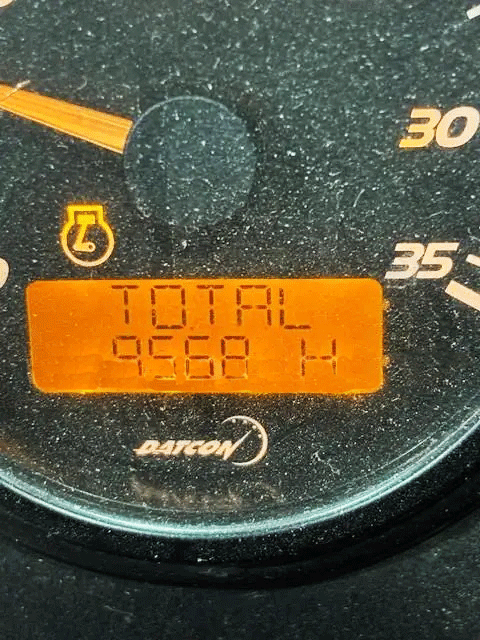 30
35
TOTAL
9568 H
DATCON